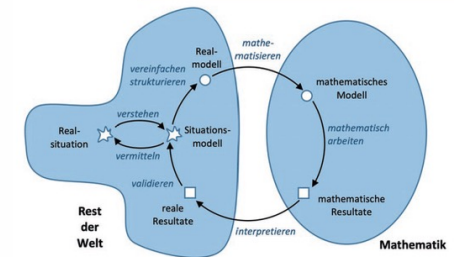 Real-
modell
mathe-
matisieren
vereinfachen
strukturieren
mathematisches
Modell
verstehen
Real-
situation
Situations-
modell
mathematisch
arbeiten
vermitteln
validieren
reale
Resultate
mathematische
Resultate
Rest
der
Welt
interpretieren
Mathematik